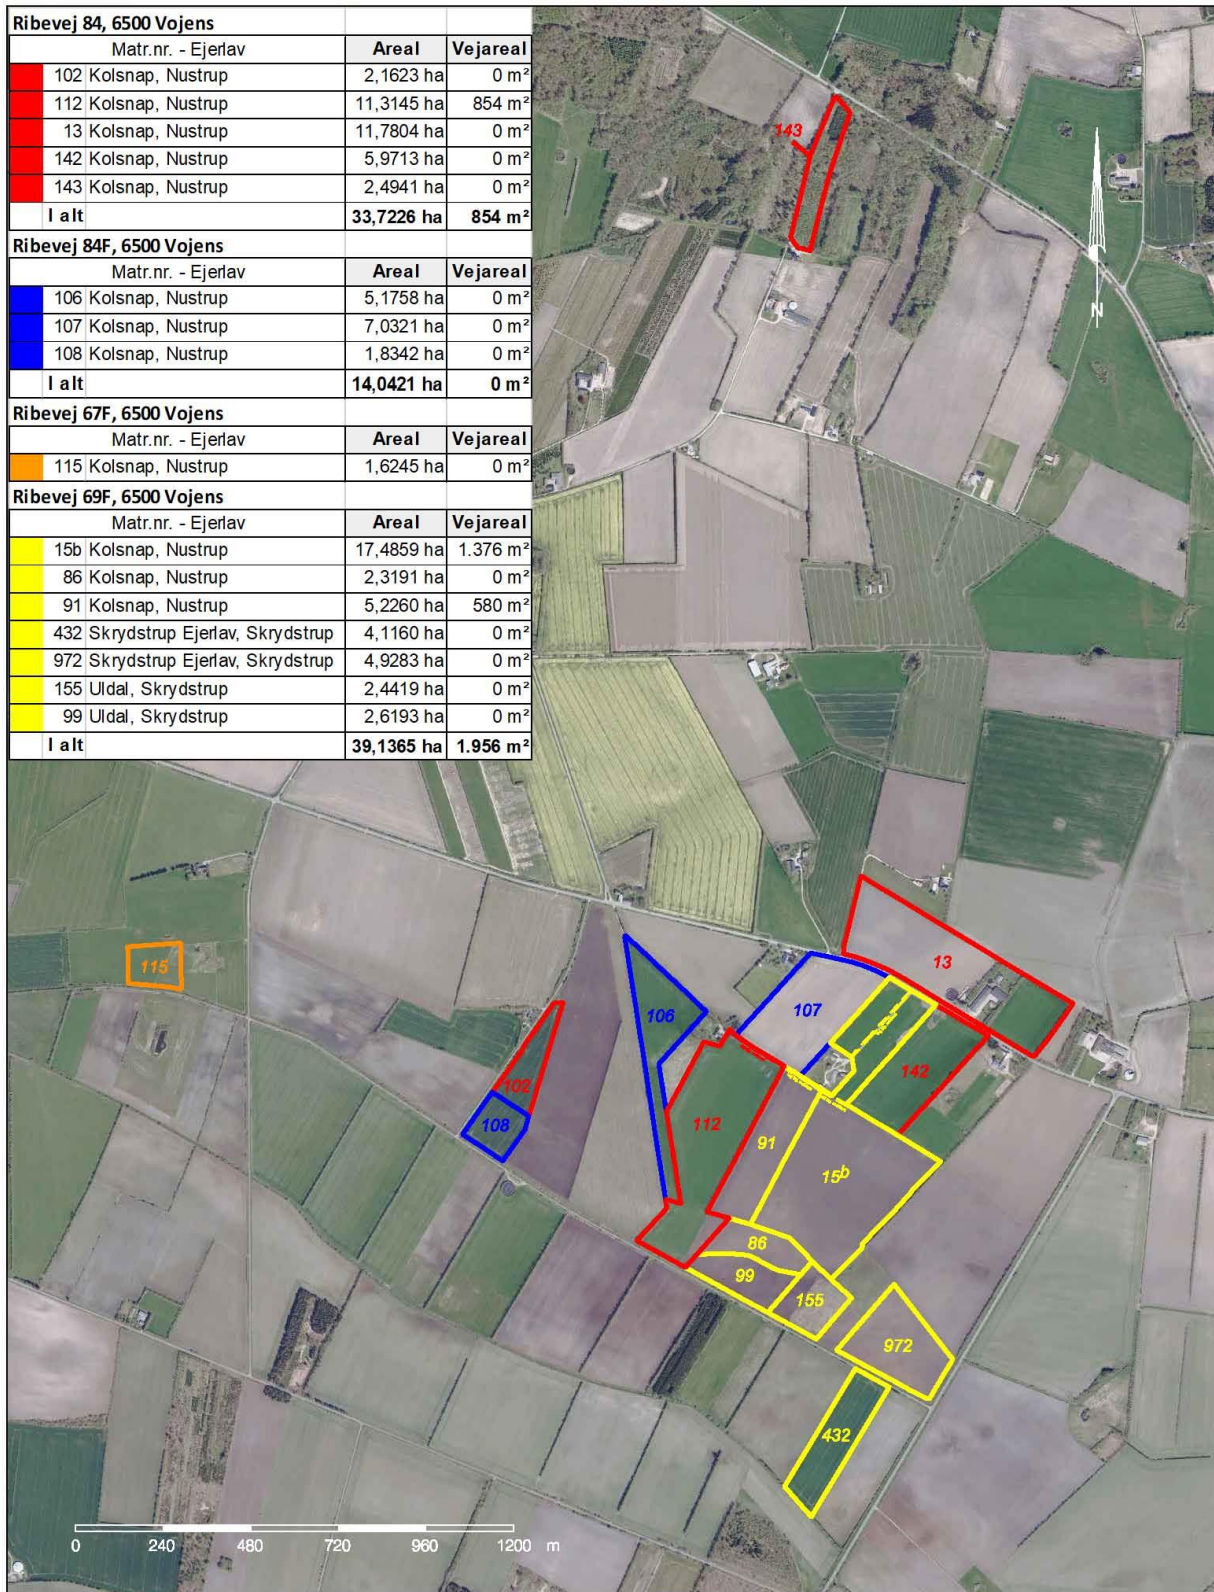 Ribevej 84, 6500 Vojens
Matr.nr. - Ejerlav Areal Vejareal
102 Kolsnap, Nustrup 2,1623 ha 0 m²
112 Kolsnap, Nustrup 11,3145 ha 854 m²
13 Kolsnap, Nustrup 11,7804 ha 0 m²
142 Kolsnap, Nustrup 5,9713 ha 0 m²
143 Kolsnap, Nustrup 2,4941 ha 0 m²
I alt 33,7226 ha 854 m²
Ribevej 84F, 6500 Vojens
Matr.nr. - Ejerlav Areal Vejareal
106 Kolsnap, Nustrup 5,1758 ha 0 m²
107 Kolsnap, Nustrup 7,0321 ha 0 m²
108 Kolsnap, Nustrup 1,8342 ha 0 m²
I alt 14,0421 ha 0 m²
Ribevej 67F, 6500 Vojens
Matr.nr. - Ejerlav Areal Vejareal
115 Kolsnap, Nustrup 1,6245 ha 0 m²
Ribevej 69F, 6500 Vojens
Matr.nr. - Ejerlav Areal Vejareal
15b Kolsnap, Nustrup 17,4859 ha 1.376 m²
86 Kolsnap, Nustrup 2,3191 ha 0 m²
91 Kolsnap, Nustrup 5,2260 ha 580 m²
432 Skrydstrup Ejerlav, Skrydstrup 4,1160 ha 0 m²
972 Skrydstrup Ejerlav, Skrydstrup 4,9283 ha 0 m²
155 Uldal, Skrydstrup 2,4419 ha 0 m²
99 Uldal, Skrydstrup 2,6193 ha 0 m²
I alt 39,1365 ha 1.956 m²
143
N
13
115
106
107
142
102
108
112
91
15b
86
99
155
972
432
0 240 480 720 960 1200 m